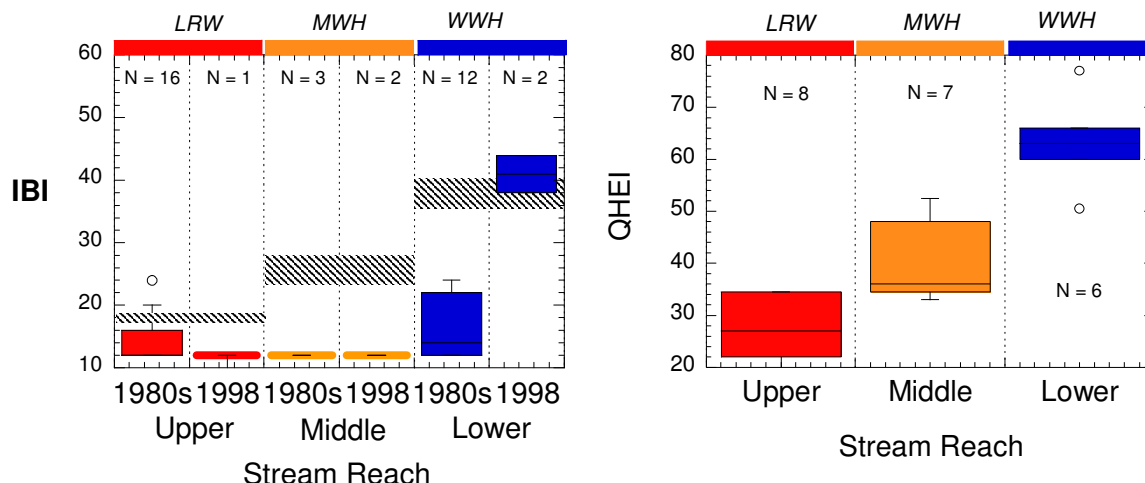 LRW MWH WWH
60
50
40
30
20
10
IBI
N = 16 N = 1 N = 3 N = 2 N = 12 N = 2
1980s 1998 1980s 1998 1980s 1998
Upper Middle Lower
Stream Reach
LRW MWH WWH
80
70
60
50
40
30
20
QHEI
N = 8 N = 7
N = 6
Upper Middle Lower
Stream Reach